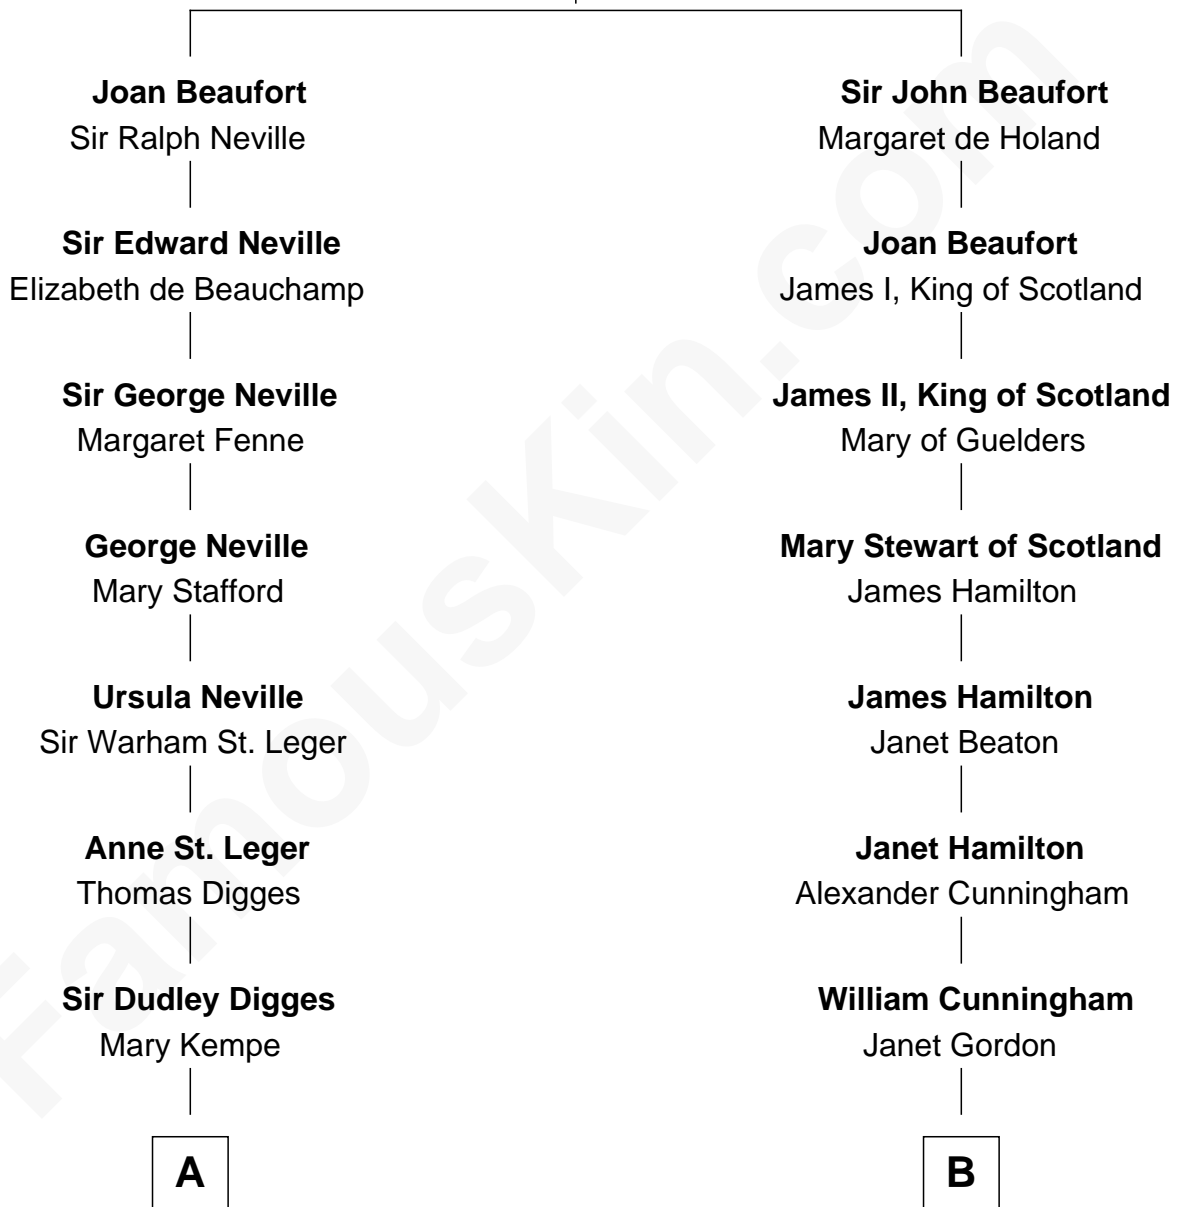 Joan Beaufort
Sir Ralph Neville
Sir Edward Neville
Elizabeth de Beauchamp
Sir George Neville
Margaret Fenne
George Neville
Mary Stafford
Ursula Neville
Sir Warham St. Leger
Anne St. Leger
Thomas Digges
Sir Dudley Digges
Mary Kempe
A
Sir John Beaufort
Margaret de Holand
Joan Beaufort
James I, King of Scotland
James II, King of Scotland
Mary of Guelders
Mary Stewart of Scotland
James Hamilton
James Hamilton
Janet Beaton
Janet Hamilton
Alexander Cunningham
William Cunningham
Janet Gordon
B
FamousKin.com